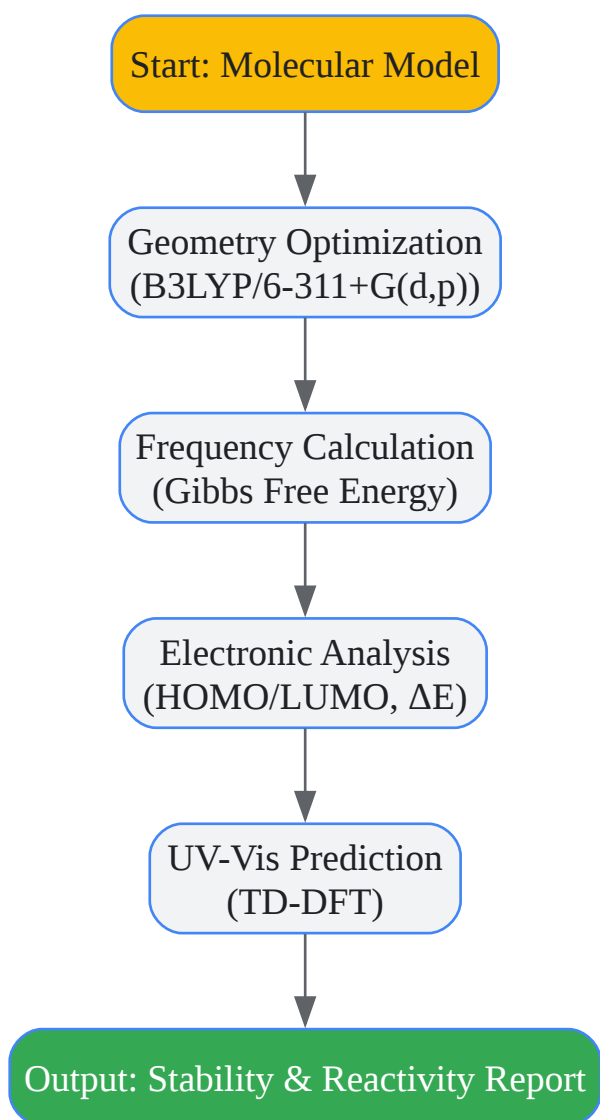 Start: Molecular Model
Geometry Optimization
(B3LYP/6-311+G(d,p))
Frequency Calculation
(Gibbs Free Energy)
Electronic Analysis
(HOMO/LUMO, ΔE)
UV-Vis Prediction
(TD-DFT)
Output: Stability & Reactivity Report